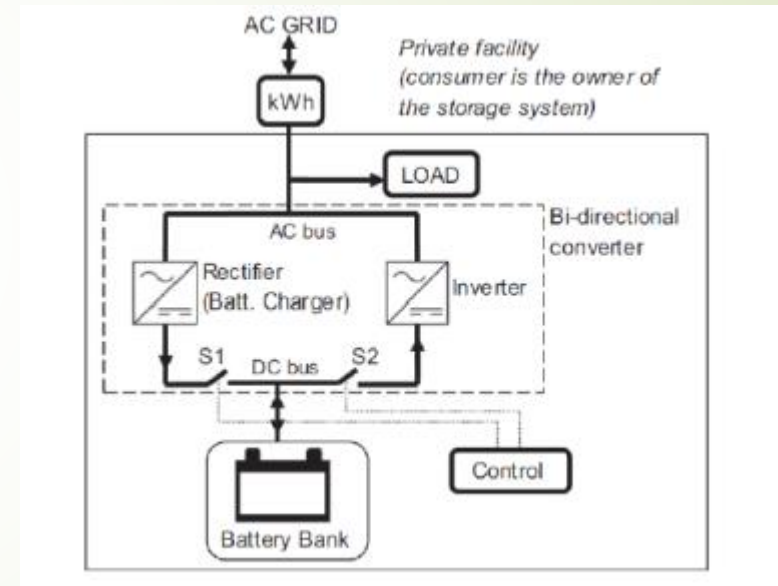 AC GRID
Private facility
(consumer is the owner of
the storage system)
kWh
LOAD
AC bus
Bi-directional
converter
Rectifier
(Batt. Charger)
Inverter
S1
DC bus
S2
Control
Battery Bank